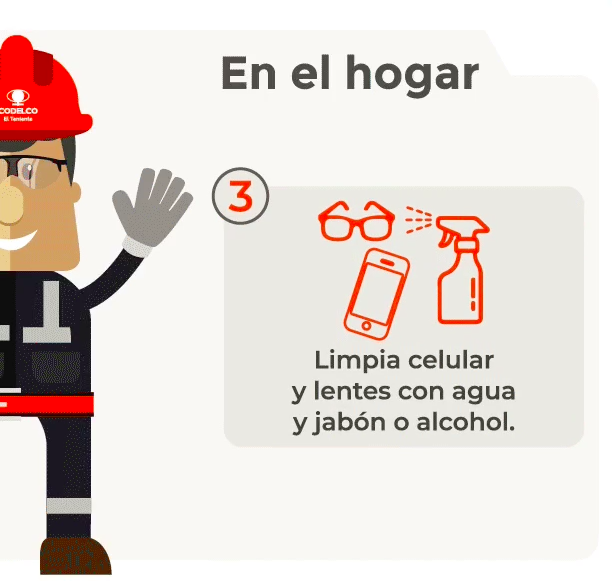 En el hogar
CODELCO
El Teniente
3
Limpia celular
y lentes con agua
y jabón o alcohol.